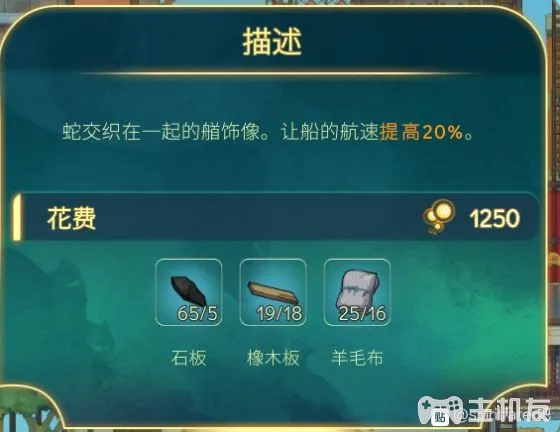 描述
蛇交织在一起的艏饰像。让船的航速提高20%。
花费 1250
65/5 19/18 25/16
石板 橡木板 羊毛布
主机友
贴